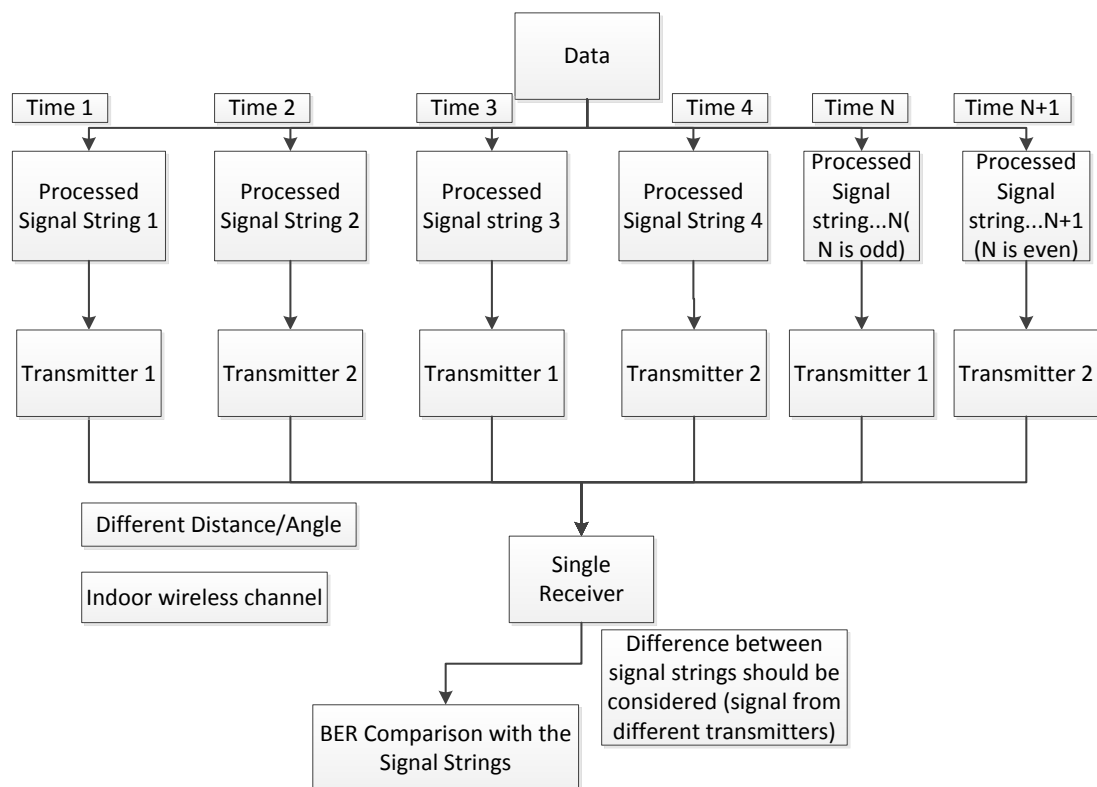 Data
Time 1
Time 2
Time 3
Time 4
Time N
Time N+1
Processed
Signal String 1
Processed
Signal String 2
Processed
Signal string 3
Processed
Signal String 4
Processed
Signal
string...N(
N is odd)
Processed
Signal
string...N+1
(N is even)
Transmitter 1
Transmitter 2
Transmitter 1
Transmitter 2
Transmitter 1
Transmitter 2
Different Distance/Angle
Indoor wireless channel
Single
Receiver
Difference between
signal strings should be
considered (signal from
different transmitters)
BER Comparison with the
Signal Strings